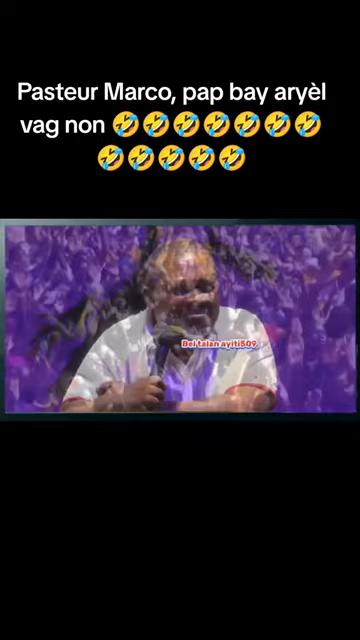 Pasteur Marco, pap bay aryèl
vag non 🤣🤣🤣🤣🤣🤣🤣
🤣🤣🤣🤣🤣
Bel talan ayiti509